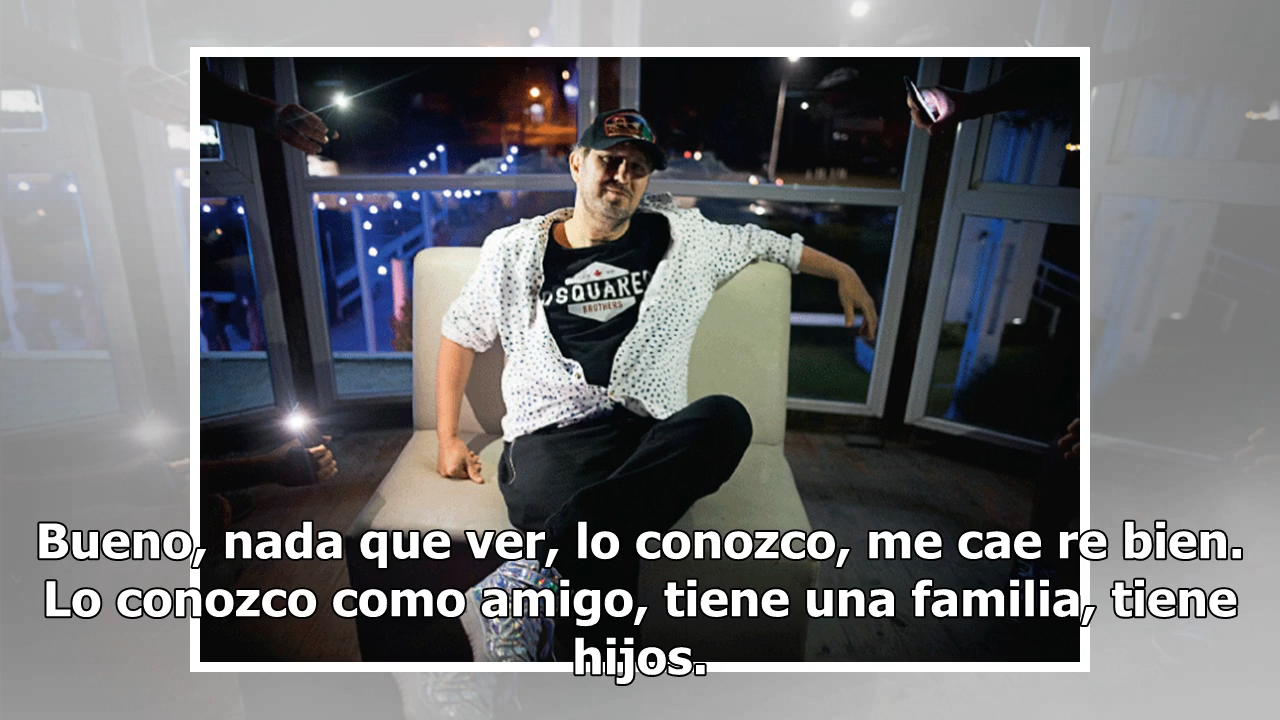 DSQUARED
BROTHERS
Bueno, nada que ver, lo conozco, me cae re bien.
Lo conozco como amigo, tiene una familia, tiene
hijos.